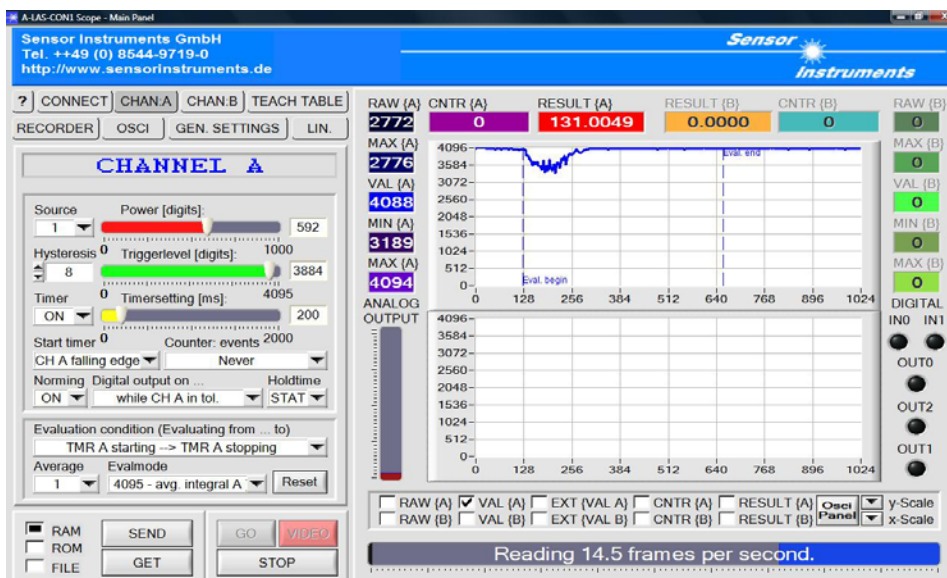 A-LAS-CON1 Scope - Main Panel
Sensor Instruments GmbH
Tel. ++49 (0) 8544-9719-0
http://www.sensorinstruments.de
Sensor
Instruments
? CONNECT CHAN:A CHAN:B TEACH TABLE
RECORDER OSCI GEN. SETTINGS LIN.
CHANNEL A
Source Power [digits]:
1 592
Hysteresis 0 Triggerlevel [digits]: 1000
8 3884
Timer 0 Timersetting [ms]: 4095
ON 200
Start timer 0 Counter: events 2000
CH A falling edge Never
Norming Digital output on ... Holdtime
ON while CH A in tol. STAT
Evaluation condition (Evaluating from ... to)
TMR A starting --> TMR A stopping
Average Evalmode
1 4095 - avg. integral A Reset
RAM SEND GO VIDEO
ROM
FILE GET STOP
RAW {A} CNTR {A} RESULT {A} RESULT {B} CNTR {B} RAW {B}
2772 0 131.0049 0.0000 0 0
MAX {A} MAX {B}
2776 0
VAL {A} VAL {B}
4088 0
MIN {A} MIN {B}
3189 0
MAX {A} MAX {B}
4094 0
4096
3584
3072
2560
2048
1536
1024
512
0
Eval. begin
Eval. end
0 128 256 384 512 640 768 896 1024
ANALOG
OUTPUT
4096
3584
3072
2560
2048
1536
1024
512
0
0 128 256 384 512 640 768 896 1024
DIGITAL
IN0 IN1
OUT0
OUT2
OUT1
RAW {A} VAL {A} EXT {VAL A} CNTR {A} RESULT {A} Osci y-Scale
RAW {B} VAL {B} EXT {VAL B} CNTR {B} RESULT {B} Panel x-Scale
Reading 14.5 frames per second.